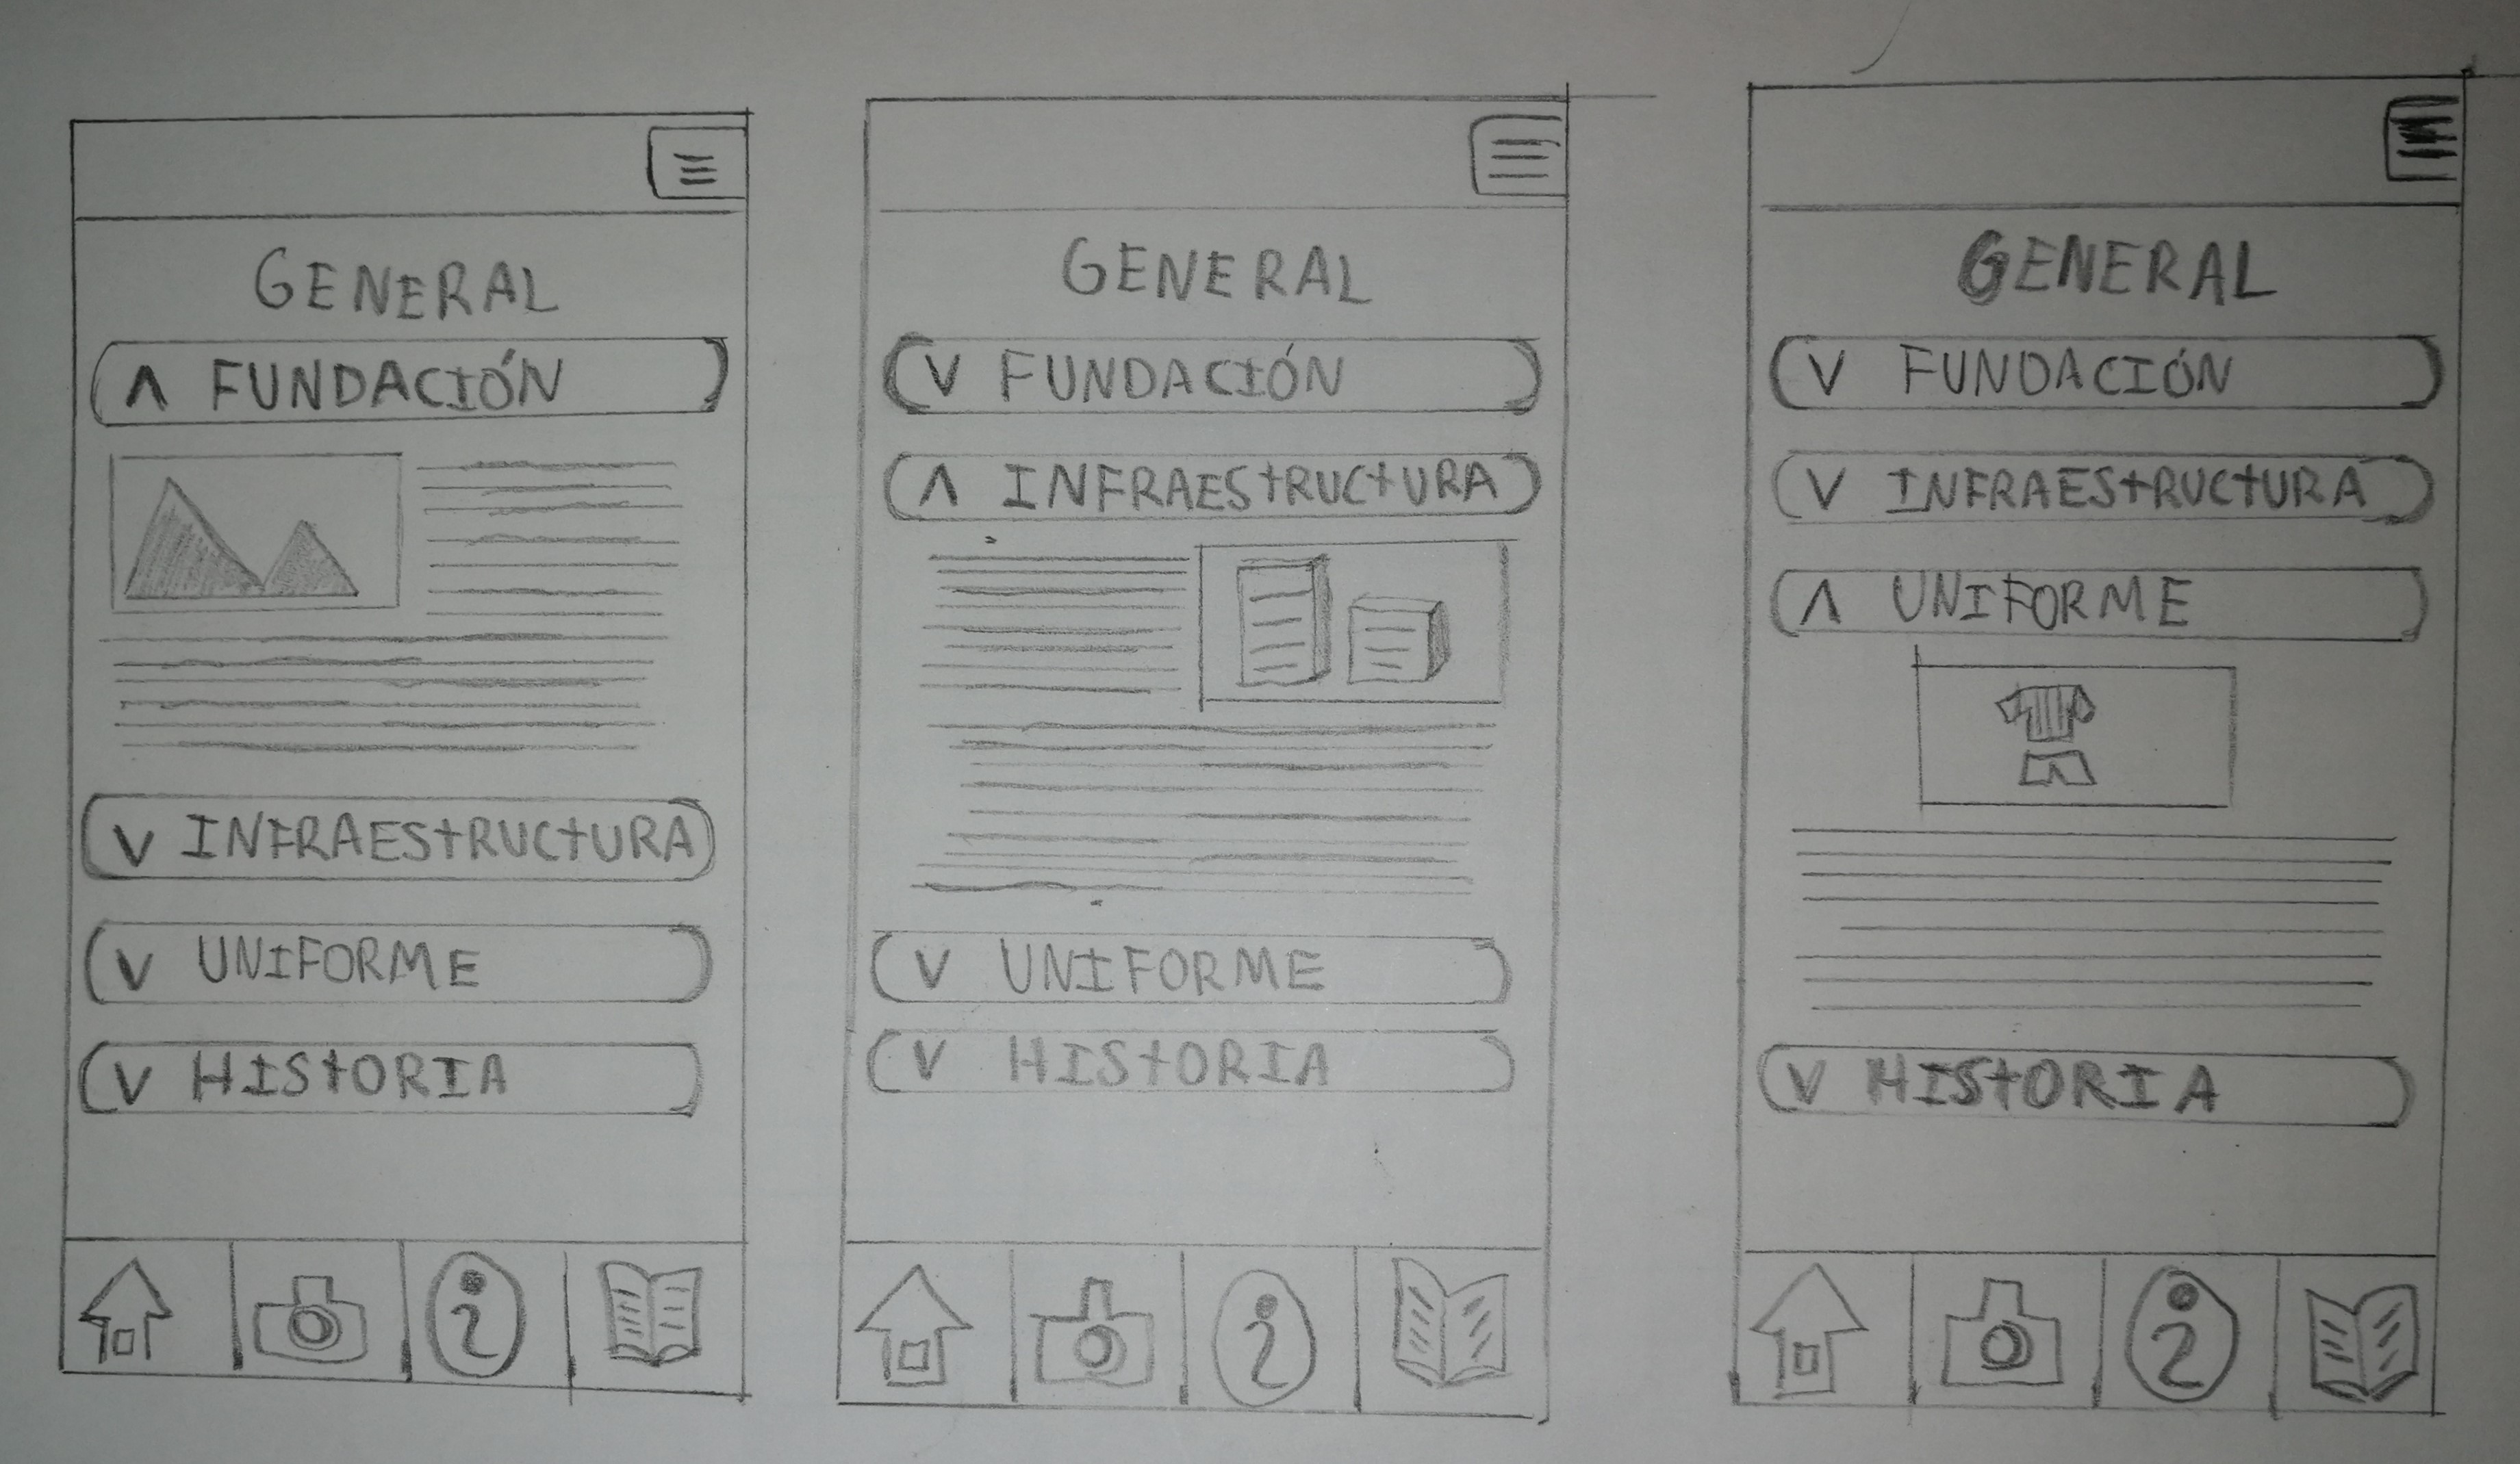 GENERAL
Λ FUNDACIÓN
V INFRAEStRUCtURA
V UNIFORME
V HIStORIA
i
GENERAL
V FUNDACIÓN
Λ INFRAEStRUCtURA
V UNIFORME
V HIStORIA
i
GENERAL
V FUNDACIÓN
V INFRAEStRUCtURA
Λ UNIFORME
V HIStORIA
i